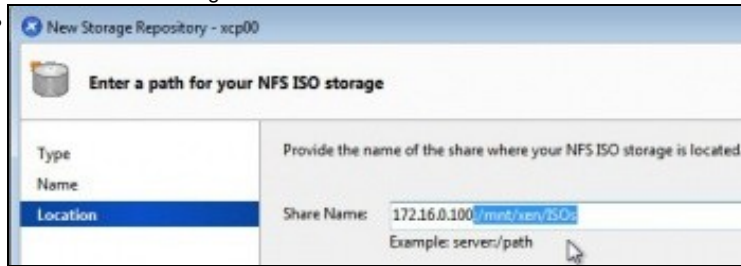 New Storage Repository - xcp00
Enter a path for your NFS ISO storage
Type
Name
Location
Provide the name of the share where your NFS ISO storage is located.
Share Name: 172.16.0.100:/mnt/xen/ISOs
Example: server:/path